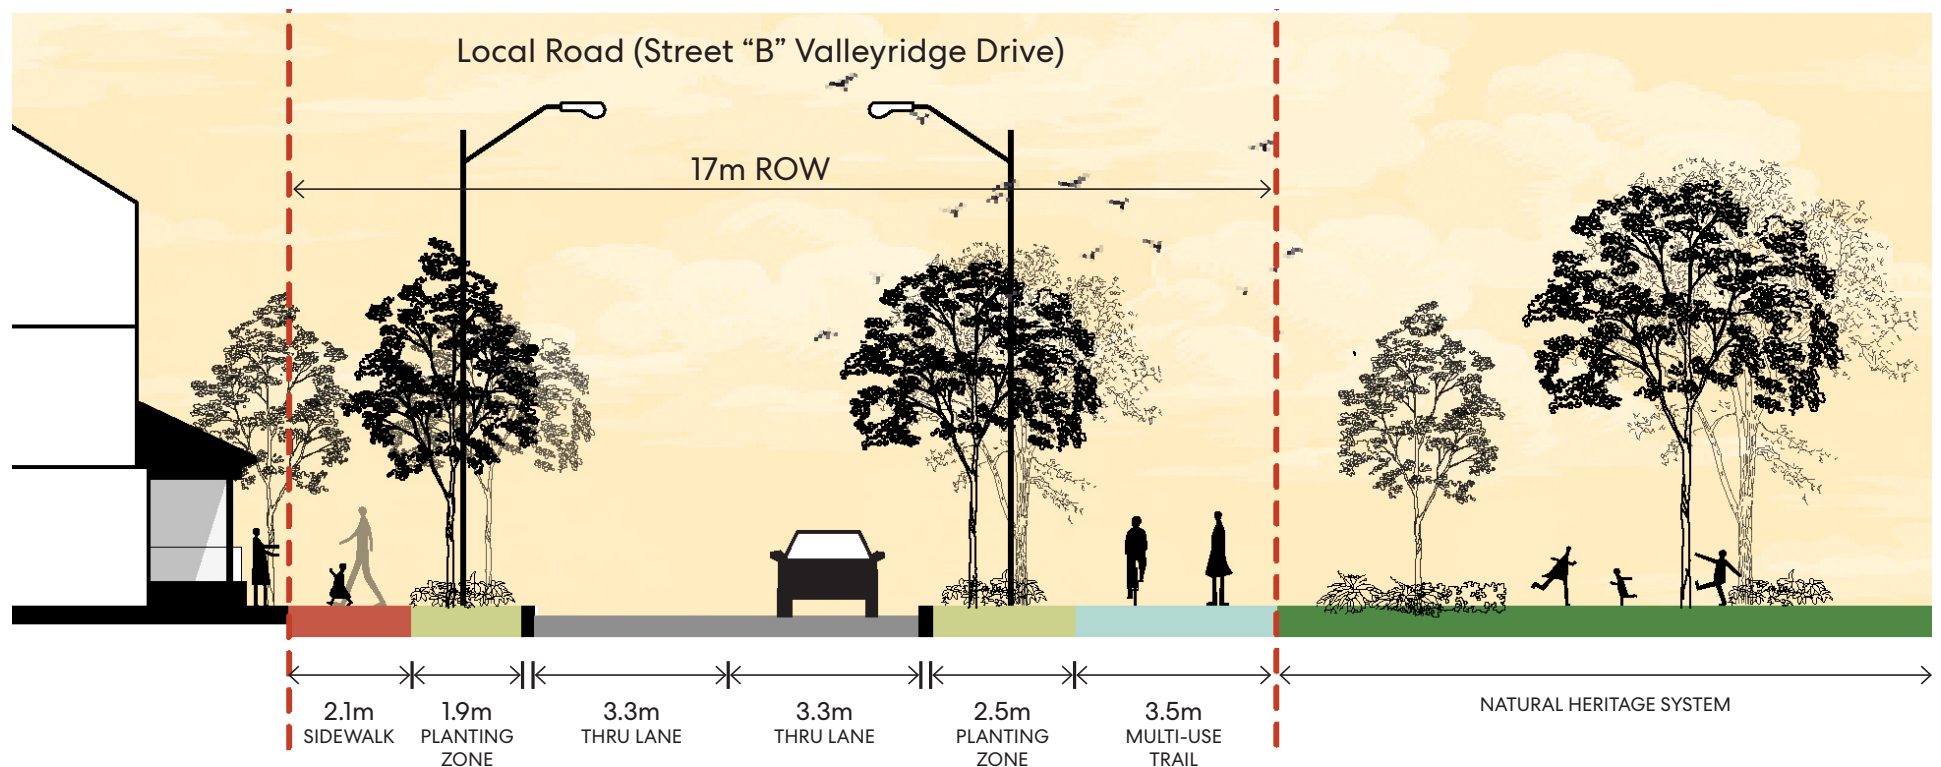 Local Road (Street “B” Valleyridge Drive)
17m ROW
2.1m
SIDEWALK
1.9m
PLANTING
ZONE
3.3m
THRU LANE
3.3m
THRU LANE
2.5m
PLANTING
ZONE
3.5m
MULTI-USE
TRAIL
NATURAL HERITAGE SYSTEM